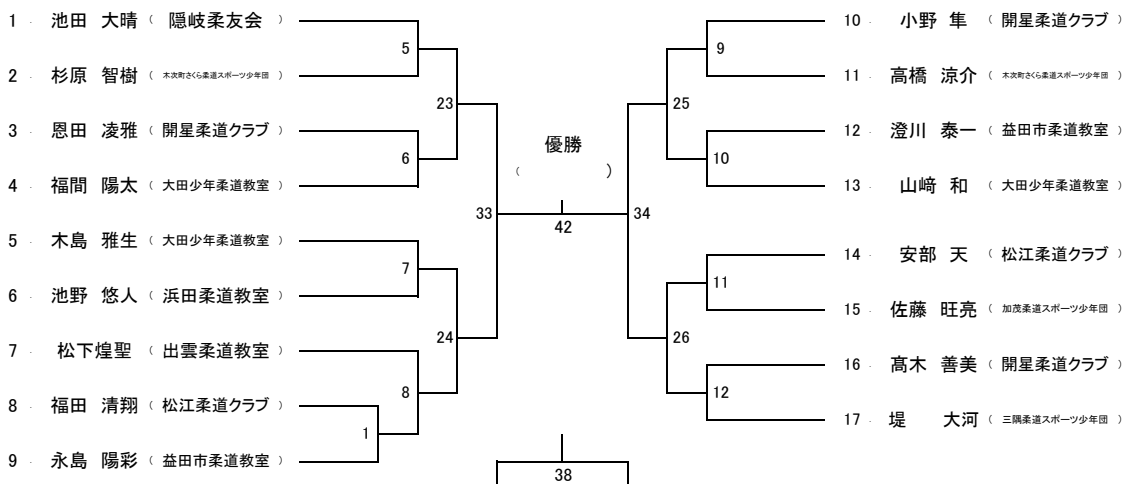 1 池田 大晴 ( 隠岐柔友会 )
2 杉原 智樹 ( 木次町さくら柔道スポーツ少年団 )
3 恩田 凌雅 ( 開星柔道クラブ )
4 福間 陽太 ( 大田少年柔道教室 )
5 木島 雅生 ( 大田少年柔道教室 )
6 池野 悠人 ( 浜田柔道教室 )
7 松下煌聖 ( 出雲柔道教室 )
8 福田 清翔 ( 松江柔道クラブ )
9 永島 陽彩 ( 益田市柔道教室 )
5
6
7
8
1
23
24
33
優勝
( )
42
38
34
25
26
9
10
11
12
10 小野 隼 ( 開星柔道クラブ )
11 高橋 涼介 ( 木次町さくら柔道スポーツ少年団 )
12 澄川 泰一 ( 益田市柔道教室 )
13 山﨑 和 ( 大田少年柔道教室 )
14 安部 天 ( 松江柔道クラブ )
15 佐藤 旺亮 ( 加茂柔道スポーツ少年団 )
16 髙木 善美 ( 開星柔道クラブ )
17 堤 大河 ( 三隅柔道スポーツ少年団 )